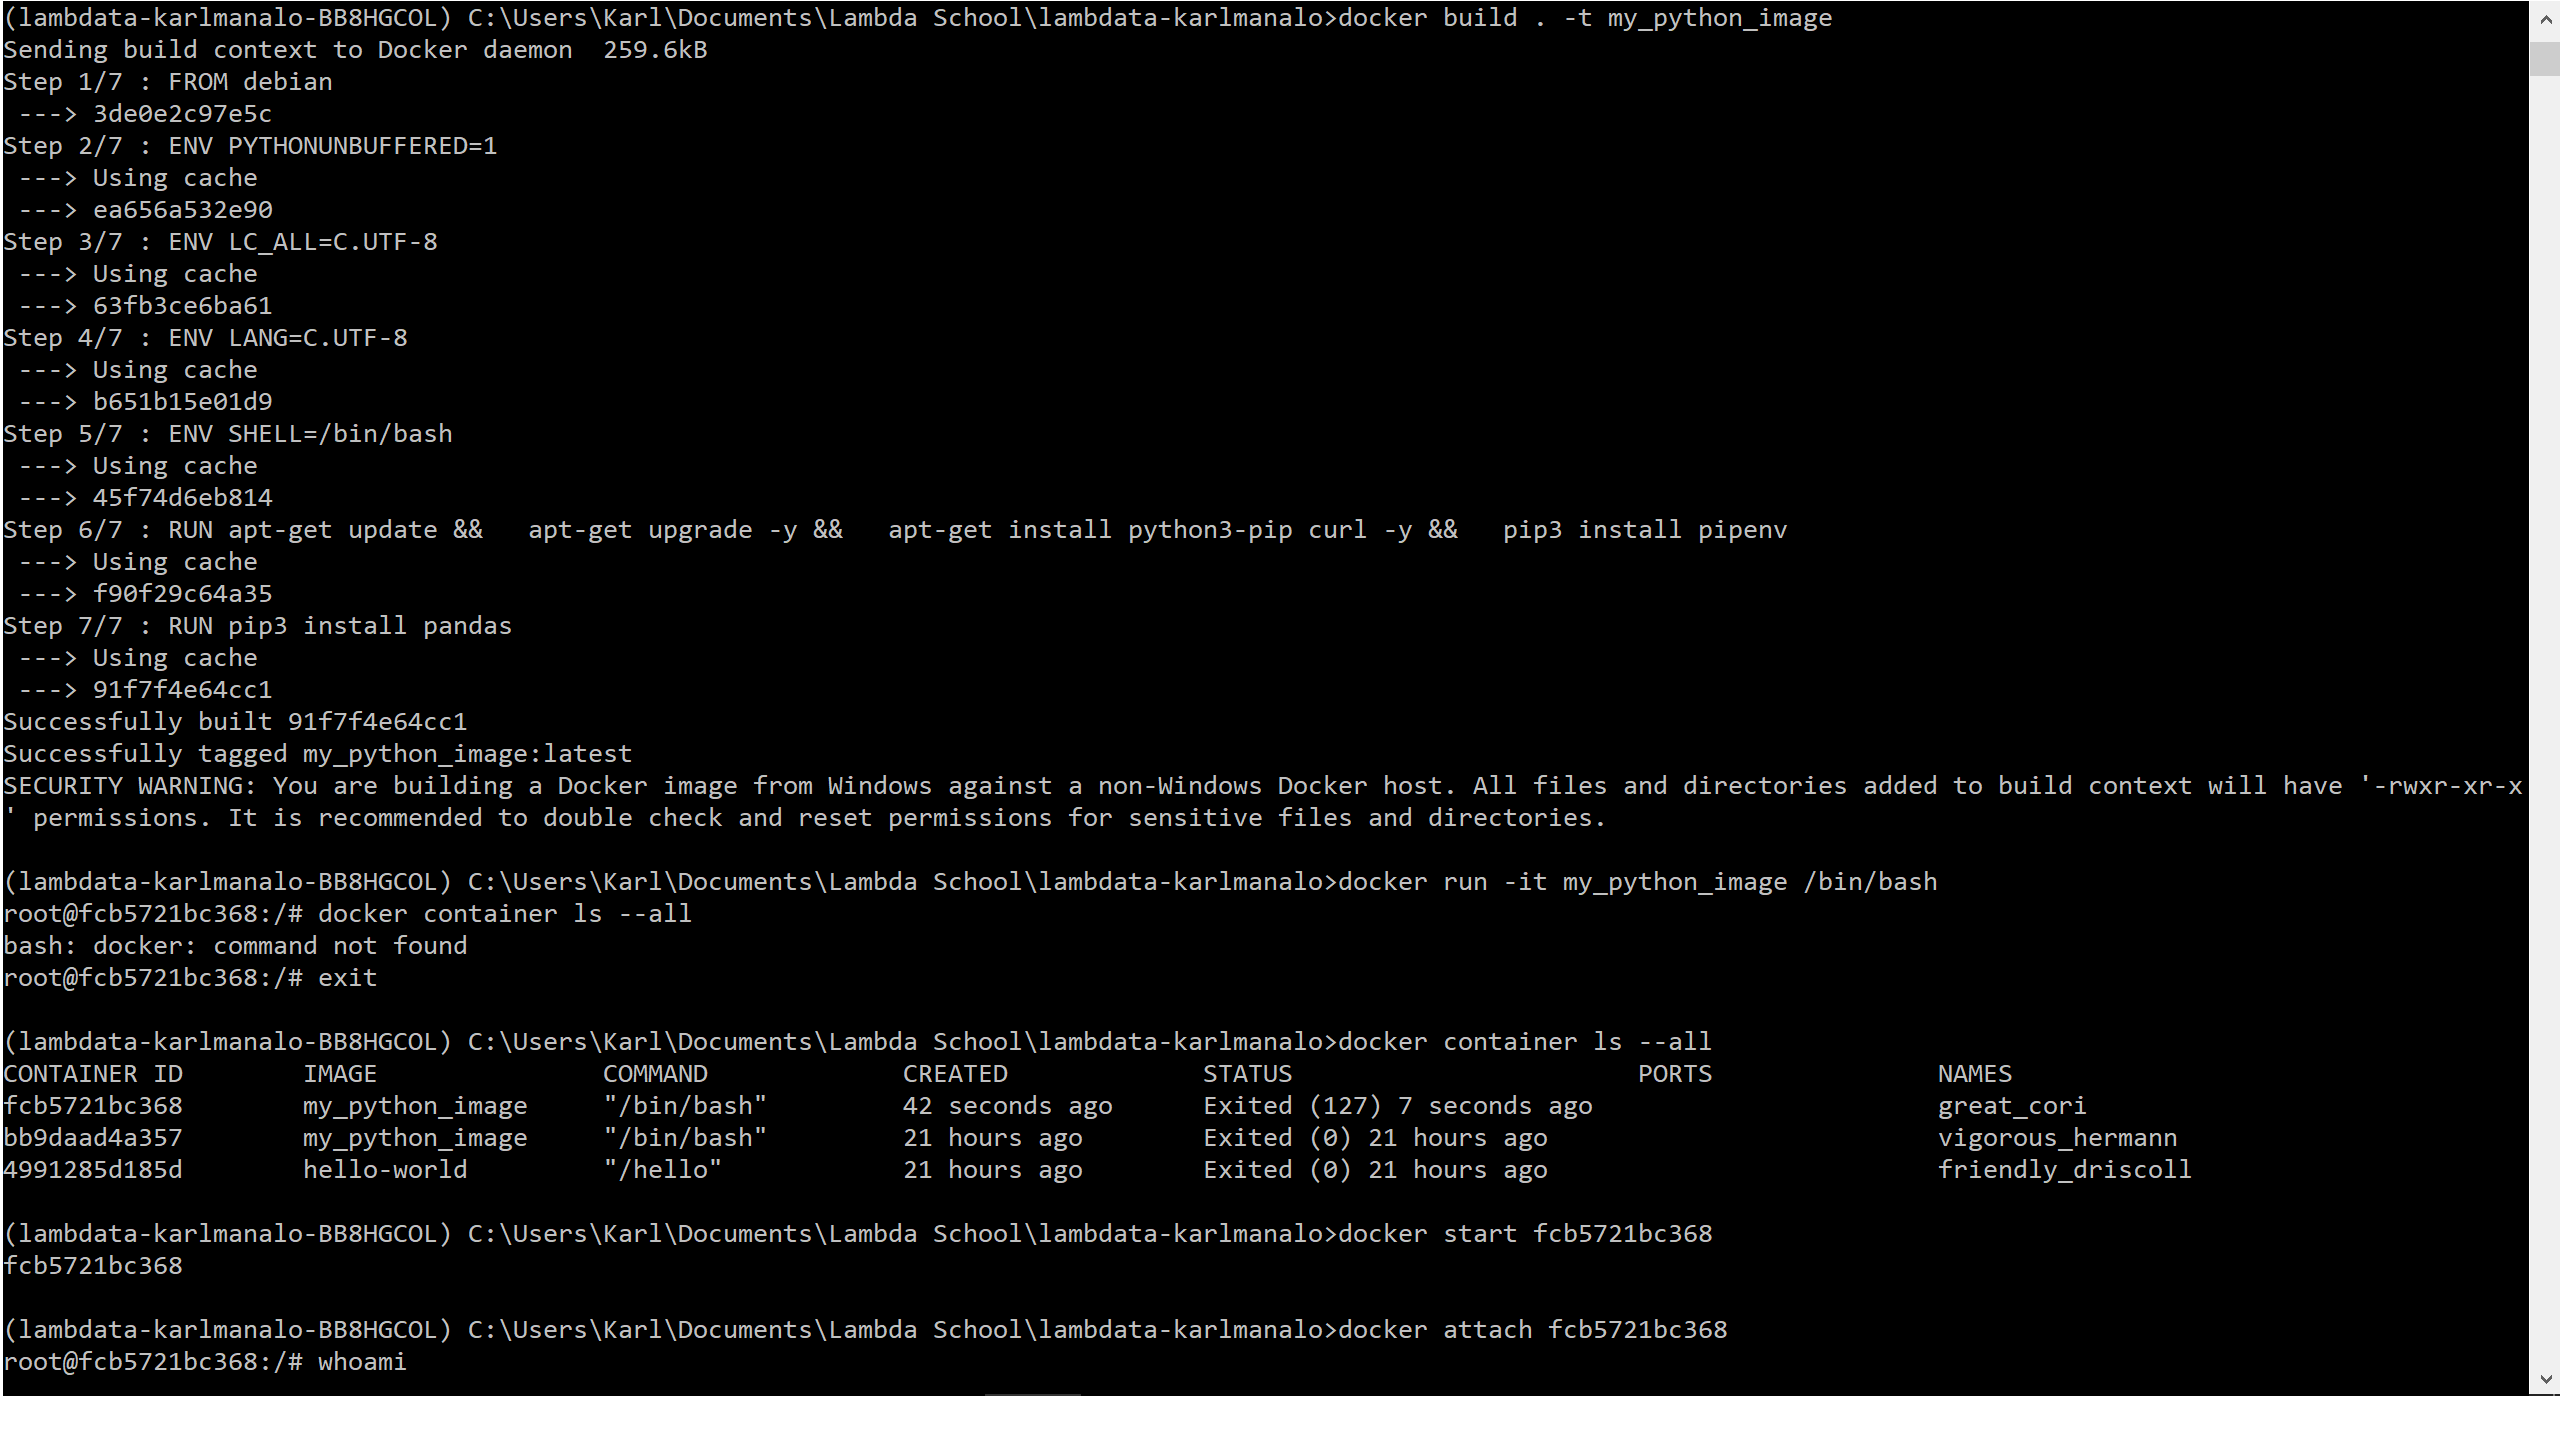 (lambdata-karlmanalo-BB8HGCOL) C:\Users\Karl\Documents\Lambda School\lambdata-karlmanalo>docker build . -t my_python_image
Sending build context to Docker daemon  259.6kB
Step 1/7 : FROM debian
 ---> 3de0e2c97e5c
Step 2/7 : ENV PYTHONUNBUFFERED=1
 ---> Using cache
 ---> ea656a532e90
Step 3/7 : ENV LC_ALL=C.UTF-8
 ---> Using cache
 ---> 63fb3ce6ba61
Step 4/7 : ENV LANG=C.UTF-8
 ---> Using cache
 ---> b651b15e01d9
Step 5/7 : ENV SHELL=/bin/bash
 ---> Using cache
 ---> 45f74d6eb814
Step 6/7 : RUN apt-get update &&   apt-get upgrade -y &&   apt-get install python3-pip curl -y &&   pip3 install pipenv
 ---> Using cache
 ---> f90f29c64a35
Step 7/7 : RUN pip3 install pandas
 ---> Using cache
 ---> 91f7f4e64cc1
Successfully built 91f7f4e64cc1
Successfully tagged my_python_image:latest
SECURITY WARNING: You are building a Docker image from Windows against a non-Windows Docker host. All files and directories added to build context will have '-rwxr-xr-x
' permissions. It is recommended to double check and reset permissions for sensitive files and directories.
(lambdata-karlmanalo-BB8HGCOL) C:\Users\Karl\Documents\Lambda School\lambdata-karlmanalo>docker run -it my_python_image /bin/bash
root@fcb5721bc368:/# docker container ls --all
bash: docker: command not found
root@fcb5721bc368:/# exit
(lambdata-karlmanalo-BB8HGCOL) C:\Users\Karl\Documents\Lambda School\lambdata-karlmanalo>docker container ls --all
CONTAINER ID        IMAGE               COMMAND             CREATED             STATUS                       PORTS               NAMES
fcb5721bc368        my_python_image     "/bin/bash"         42 seconds ago      Exited (127) 7 seconds ago                       great_cori
bb9daad4a357        my_python_image     "/bin/bash"         21 hours ago        Exited (0) 21 hours ago                          vigorous_hermann
4991285d185d        hello-world         "/hello"            21 hours ago        Exited (0) 21 hours ago                          friendly_driscoll
(lambdata-karlmanalo-BB8HGCOL) C:\Users\Karl\Documents\Lambda School\lambdata-karlmanalo>docker start fcb5721bc368
fcb5721bc368
(lambdata-karlmanalo-BB8HGCOL) C:\Users\Karl\Documents\Lambda School\lambdata-karlmanalo>docker attach fcb5721bc368
root@fcb5721bc368:/# whoami